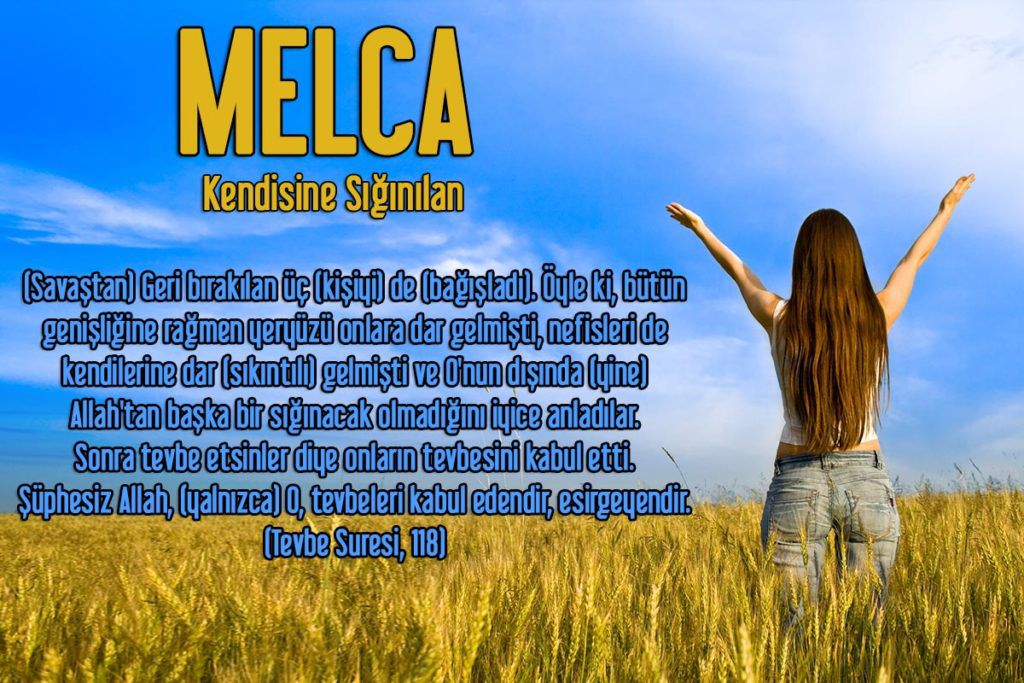 MELCA
Kendisine Sığınılan
(Savaştan) Geri bırakılan üç (kişiyi) de (bağışladı). Öyle ki, bütün
genişliğine rağmen yeryüzü onlara dar gelmişti, nefisleri de
kendilerine dar (sıkıntılı) gelmişti ve O'nun dışında (yine)
Allah'tan başka bir sığınacak olmadığını iyice anladılar.
Sonra tevbe etsinler diye onların tevbesini kabul etti.
Şüphesiz Allah, (yalnızca) O, tevbeleri kabul edendir, esirgeyendir.
(Tevbe Suresi, 118)